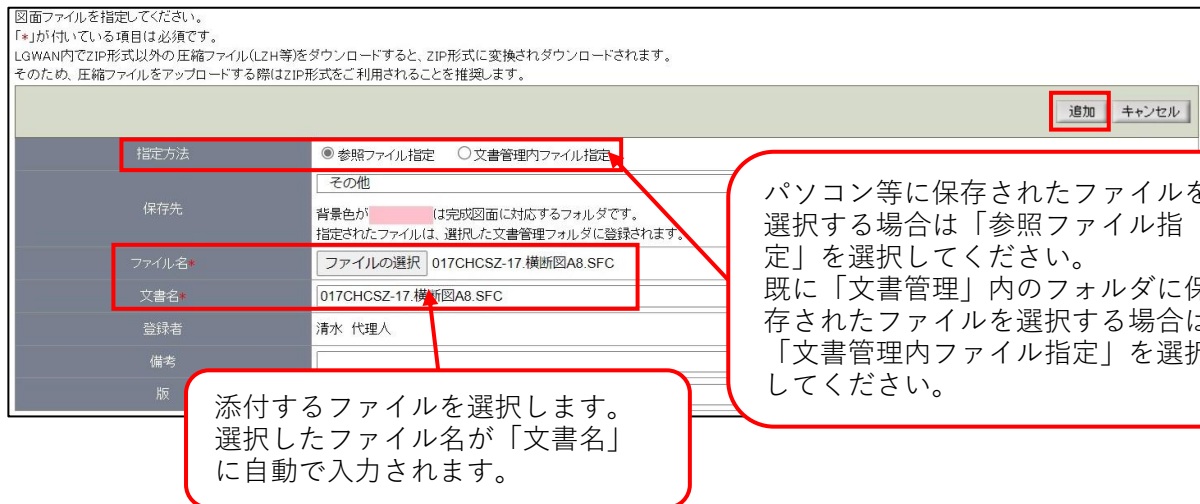 図面ファイルを指定してください。
「*」が付いている項目は必須です。
LGWAN内でZIP形式以外の圧縮ファイル(LZH等)をダウンロードすると、ZIP形式に変換されダウンロードされます。
そのため、圧縮ファイルをアップロードする際はZIP形式をご利用されることを推奨します。
追加 キャンセル
指定方法 参照ファイル指定 文書管理内ファイル指定
保存先 その他
背景色が は完成図面に対応するフォルダです。
指定されたファイルは、選択した文書管理フォルダに登録されます。
ファイル名* ファイルの選択 017CHCSZ-17.横断図A8.SFC
文書名* 017CHCSZ-17.横断図A8.SFC
登録者 清水 代理人
備考
版
パソコン等に保存されたファイルを
選択する場合は「参照ファイル指
定」を選択してください。
既に「文書管理」内のフォルダに保
存されたファイルを選択する場合は
「文書管理内ファイル指定」を選択
してください。
添付するファイルを選択します。
選択したファイル名が「文書名」
に自動で入力されます。